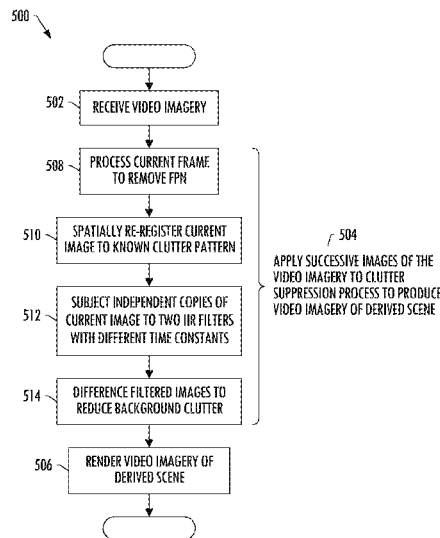 500
502
RECEIVE VIDEO IMAGERY
508
PROCESS CURRENT FRAME
TO REMOVE FPN
510
SPATIALLY RE-REGISTER CURRENT
IMAGE TO KNOWN CLUTTER PATTERN
512
SUBJECT INDEPENDENT COPIES OF
CURRENT IMAGE TO TWO IIR FILTERS
WITH DIFFERENT TIME CONSTANTS
514
DIFFERENCE FILTERED IMAGES TO
REDUCE BACKGROUND CLUTTER
504
APPLY SUCCESSIVE IMAGES OF THE
VIDEO IMAGERY TO CLUTTER
SUPPRESSION PROCESS TO PRODUCE
VIDEO IMAGERY OF DERIVED SCENE
506
RENDER VIDEO IMAGERY OF
DERIVED SCENE